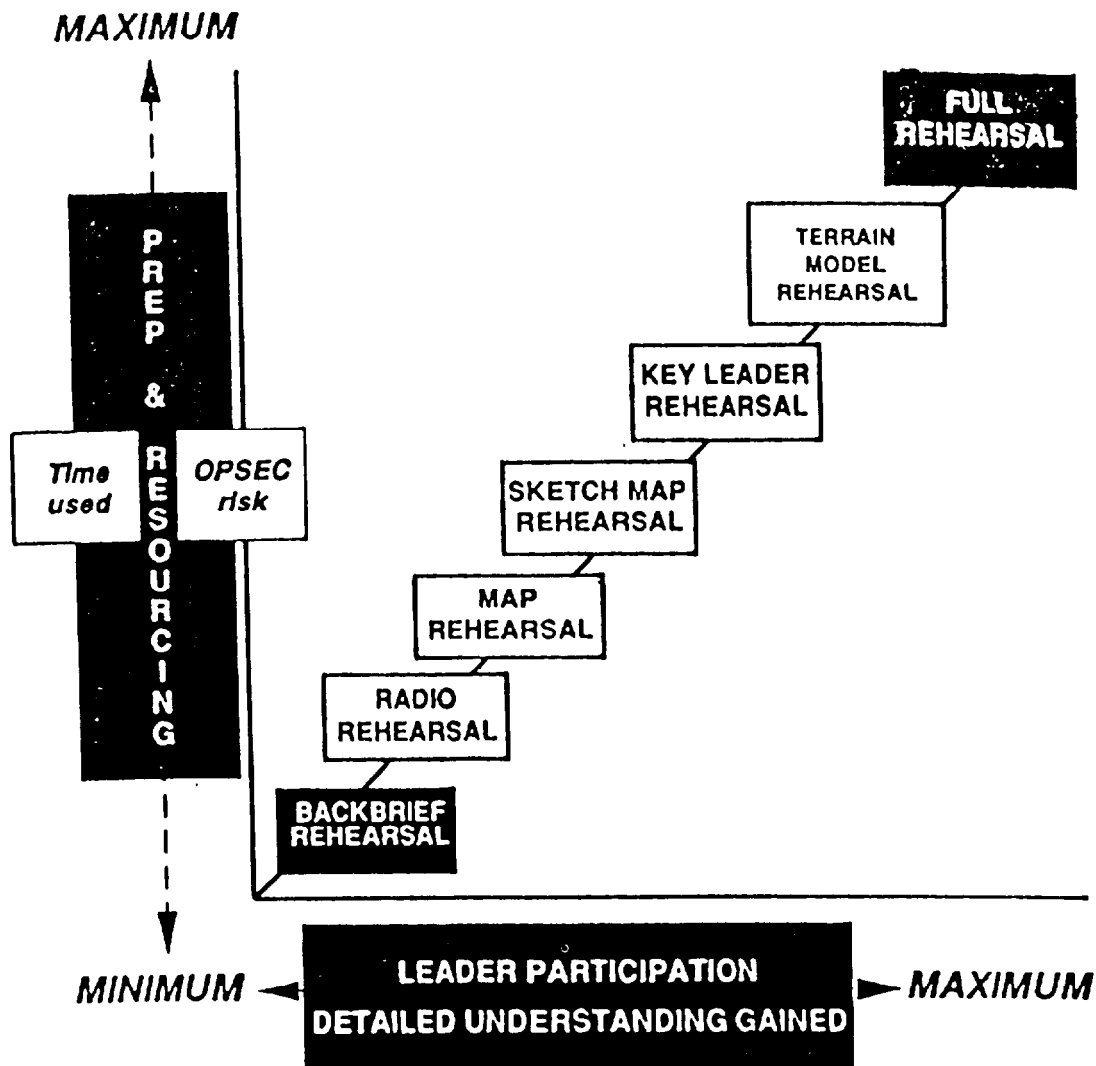 MAXIMUM
FULL
REHEARSAL
TERRAIN
MODEL
REHEARSAL
KEY LEADER
REHEARSAL
SKETCH MAP
REHEARSAL
MAP
REHEARSAL
RADIO
REHEARSAL
BACKBRIEF
REHEARSAL
PREP & RESOURCING
Time
used
OPSEC
risk
MINIMUM
LEADER PARTICIPATION
DETAILED UNDERSTANDING GAINED
MAXIMUM